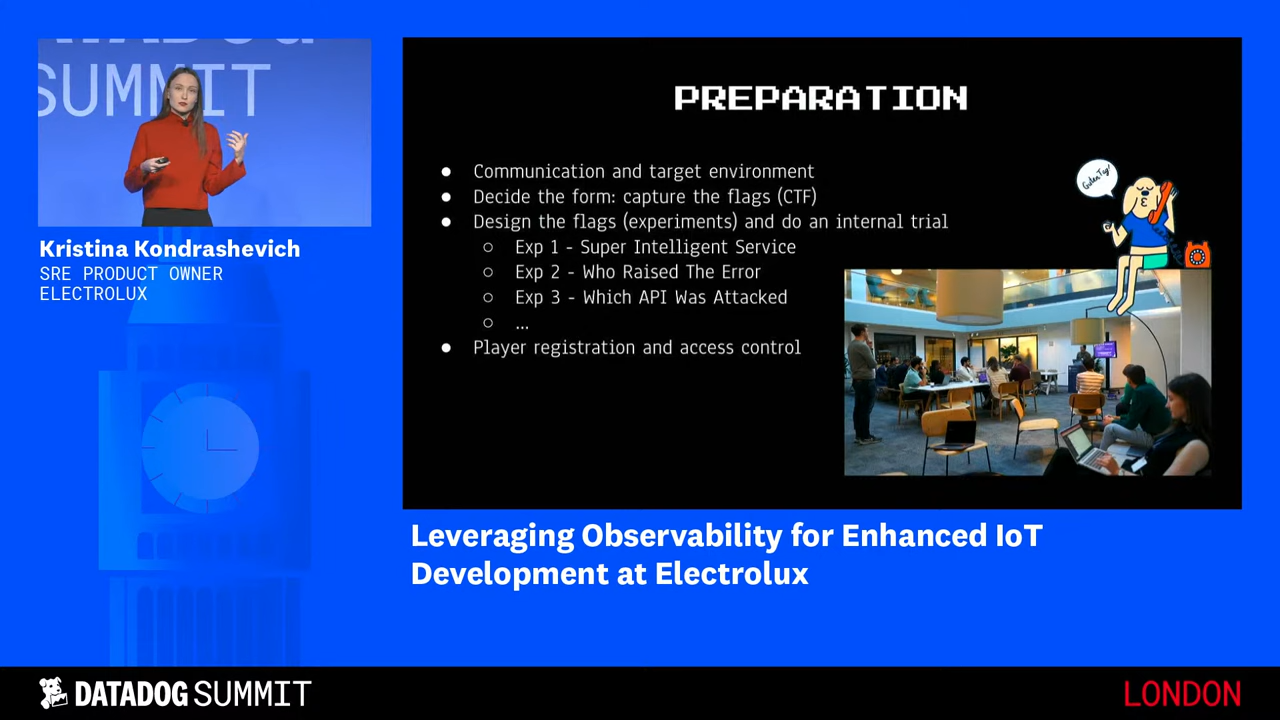 SUMMIT
Kristina Kondrashevich
SRE PRODUCT OWNER
ELECTROLUX
PREPARATION
● Communication and target environment
● Decide the form: capture the flags (CTF)
● Design the flags (experiments) and do an internal trial
○ Exp 1 - Super Intelligent Service
○ Exp 2 - Who Raised The Error
○ Exp 3 - Which API Was Attacked
○ ...
● Player registration and access control
Guten Tag!
Leveraging Observability for Enhanced IoT
Development at Electrolux
DATADOG SUMMIT
LONDON